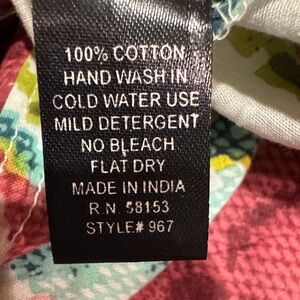 100% COTTON
HAND WASH IN
COLD WATER USE
MILD DETERGENT
NO BLEACH
FLAT DRY
MADE IN INDIA
R N. 58153
STYLE# 967